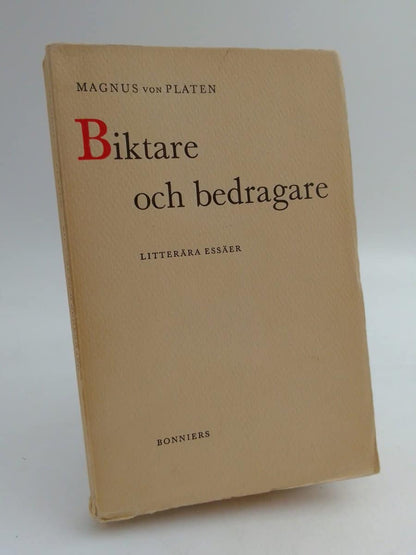 MAGNUS VON PLATEN
Biktare
och bedragare
LITTERÄRA ESSÄER
BONNIERS